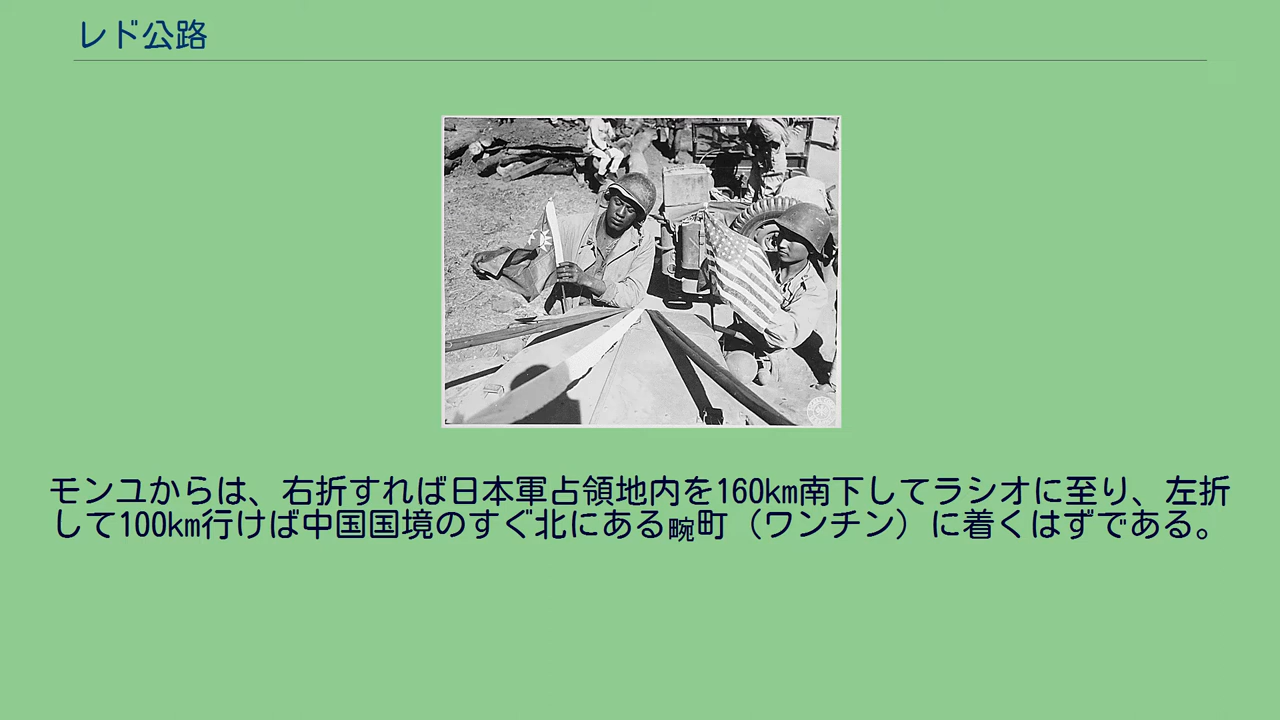 レド公路
モンユからは、右折すれば日本軍占領地内を160km南下してラシオに至り、左折
して100km行けば中国国境のすぐ北にある畹町（ワンチン）に着くはずである。